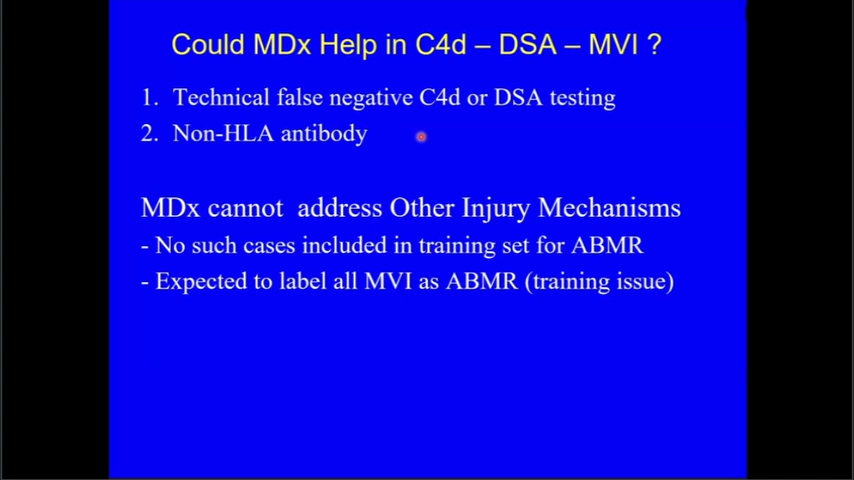 Could MDx Help in C4d – DSA – MVI ?
1. Technical false negative C4d or DSA testing
2. Non-HLA antibody
MDx cannot address Other Injury Mechanisms
- No such cases included in training set for ABMR
- Expected to label all MVI as ABMR (training issue)